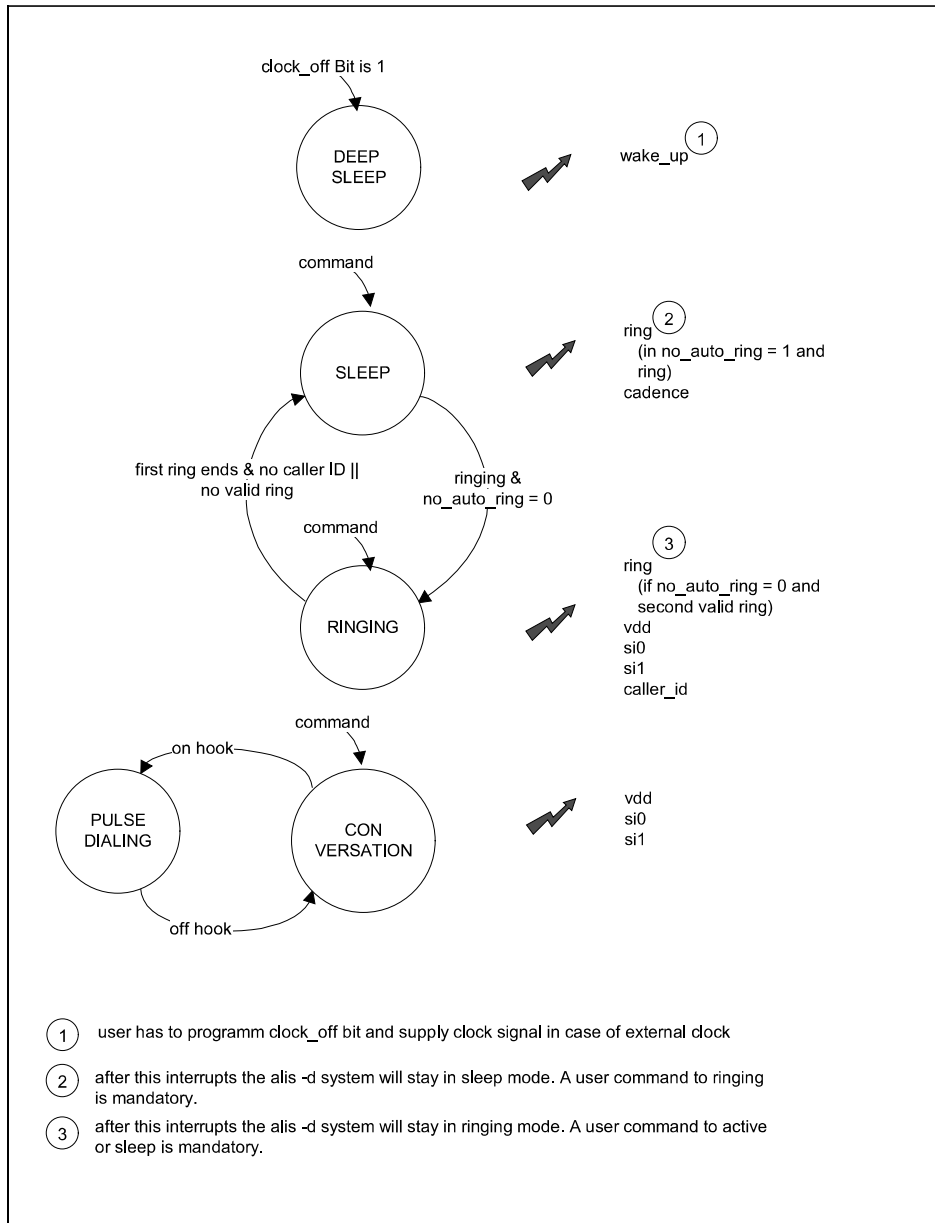 clock_off Bit is 1
DEEP
SLEEP
wake_up
1
command
SLEEP
ring
2
(in no_auto_ring = 1 and
ring)
cadence
first ring ends & no caller ID ||
no valid ring
ringing &
no_auto_ring = 0
command
RINGING
3
ring
(if no_auto_ring = 0 and
second valid ring)
vdd
si0
si1
caller_id
command
on hook
PULSE
DIALING
CON
VERSATION
vdd
si0
si1
off hook
1 user has to programm clock_off bit and supply clock signal in case of external clock
2 after this interrupts the alis -d system will stay in sleep mode. A user command to ringing
is mandatory.
3 after this interrupts the alis -d system will stay in ringing mode. A user command to active
or sleep is mandatory.